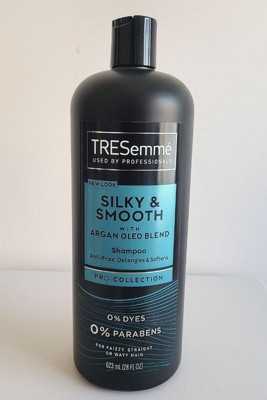 TRESemmé
USED BY PROFESSIONALS
NEW LOOK
SILKY &
SMOOTH
WITH
ARGAN OLEO BLEND
Shampoo
Anti-Frizz, Detangles & Softens
PRO COLLECTION
0% DYES
0% PARABENS
FOR FRIZZY STRAIGHT
OR WAVY HAIR
623 mL (28 FL OZ)